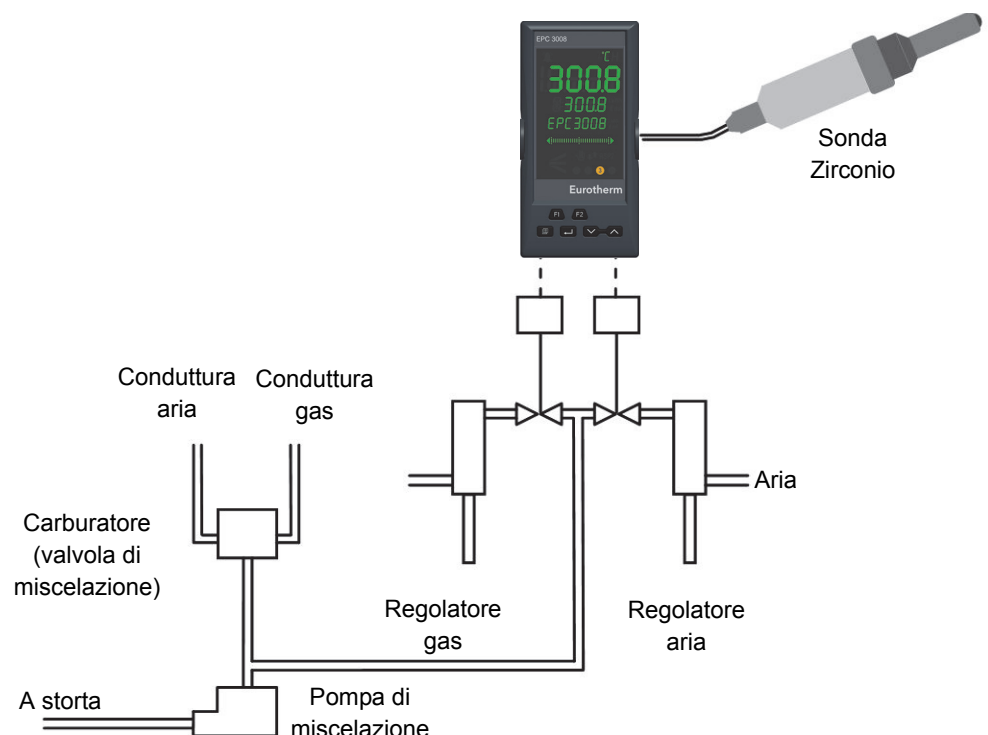 EPC 3008
°C
300.8
300.8
EPC3008
3
Eurotherm
F1 F2
Sonda
Zirconio
Conduttura
aria
Conduttura
gas
Aria
Carburatore
(valvola di
miscelazione)
Regolatore
gas
Regolatore
aria
A storta
Pompa di
miscelazione